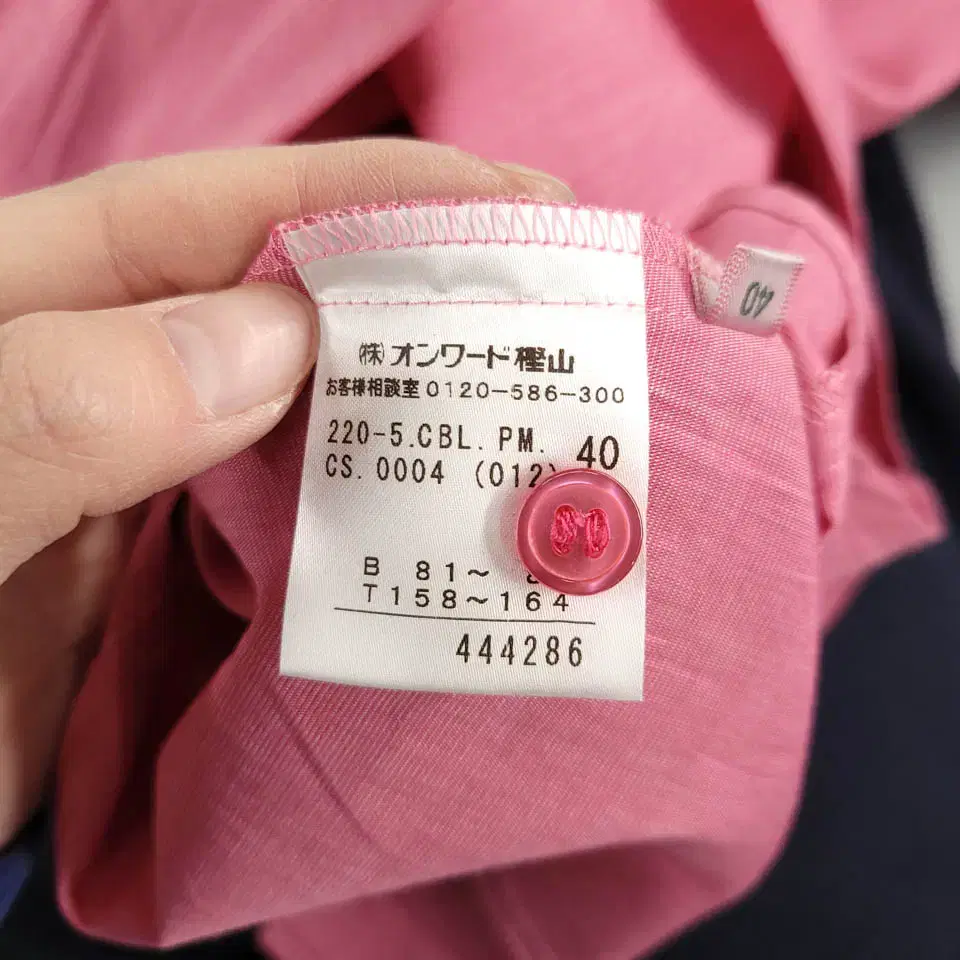 (株)オンワード樫山
お客様相談室 0120-586-300
220-5.CBL.PM. 40
CS.0004 (012
B 81~
T158~164
444286
40